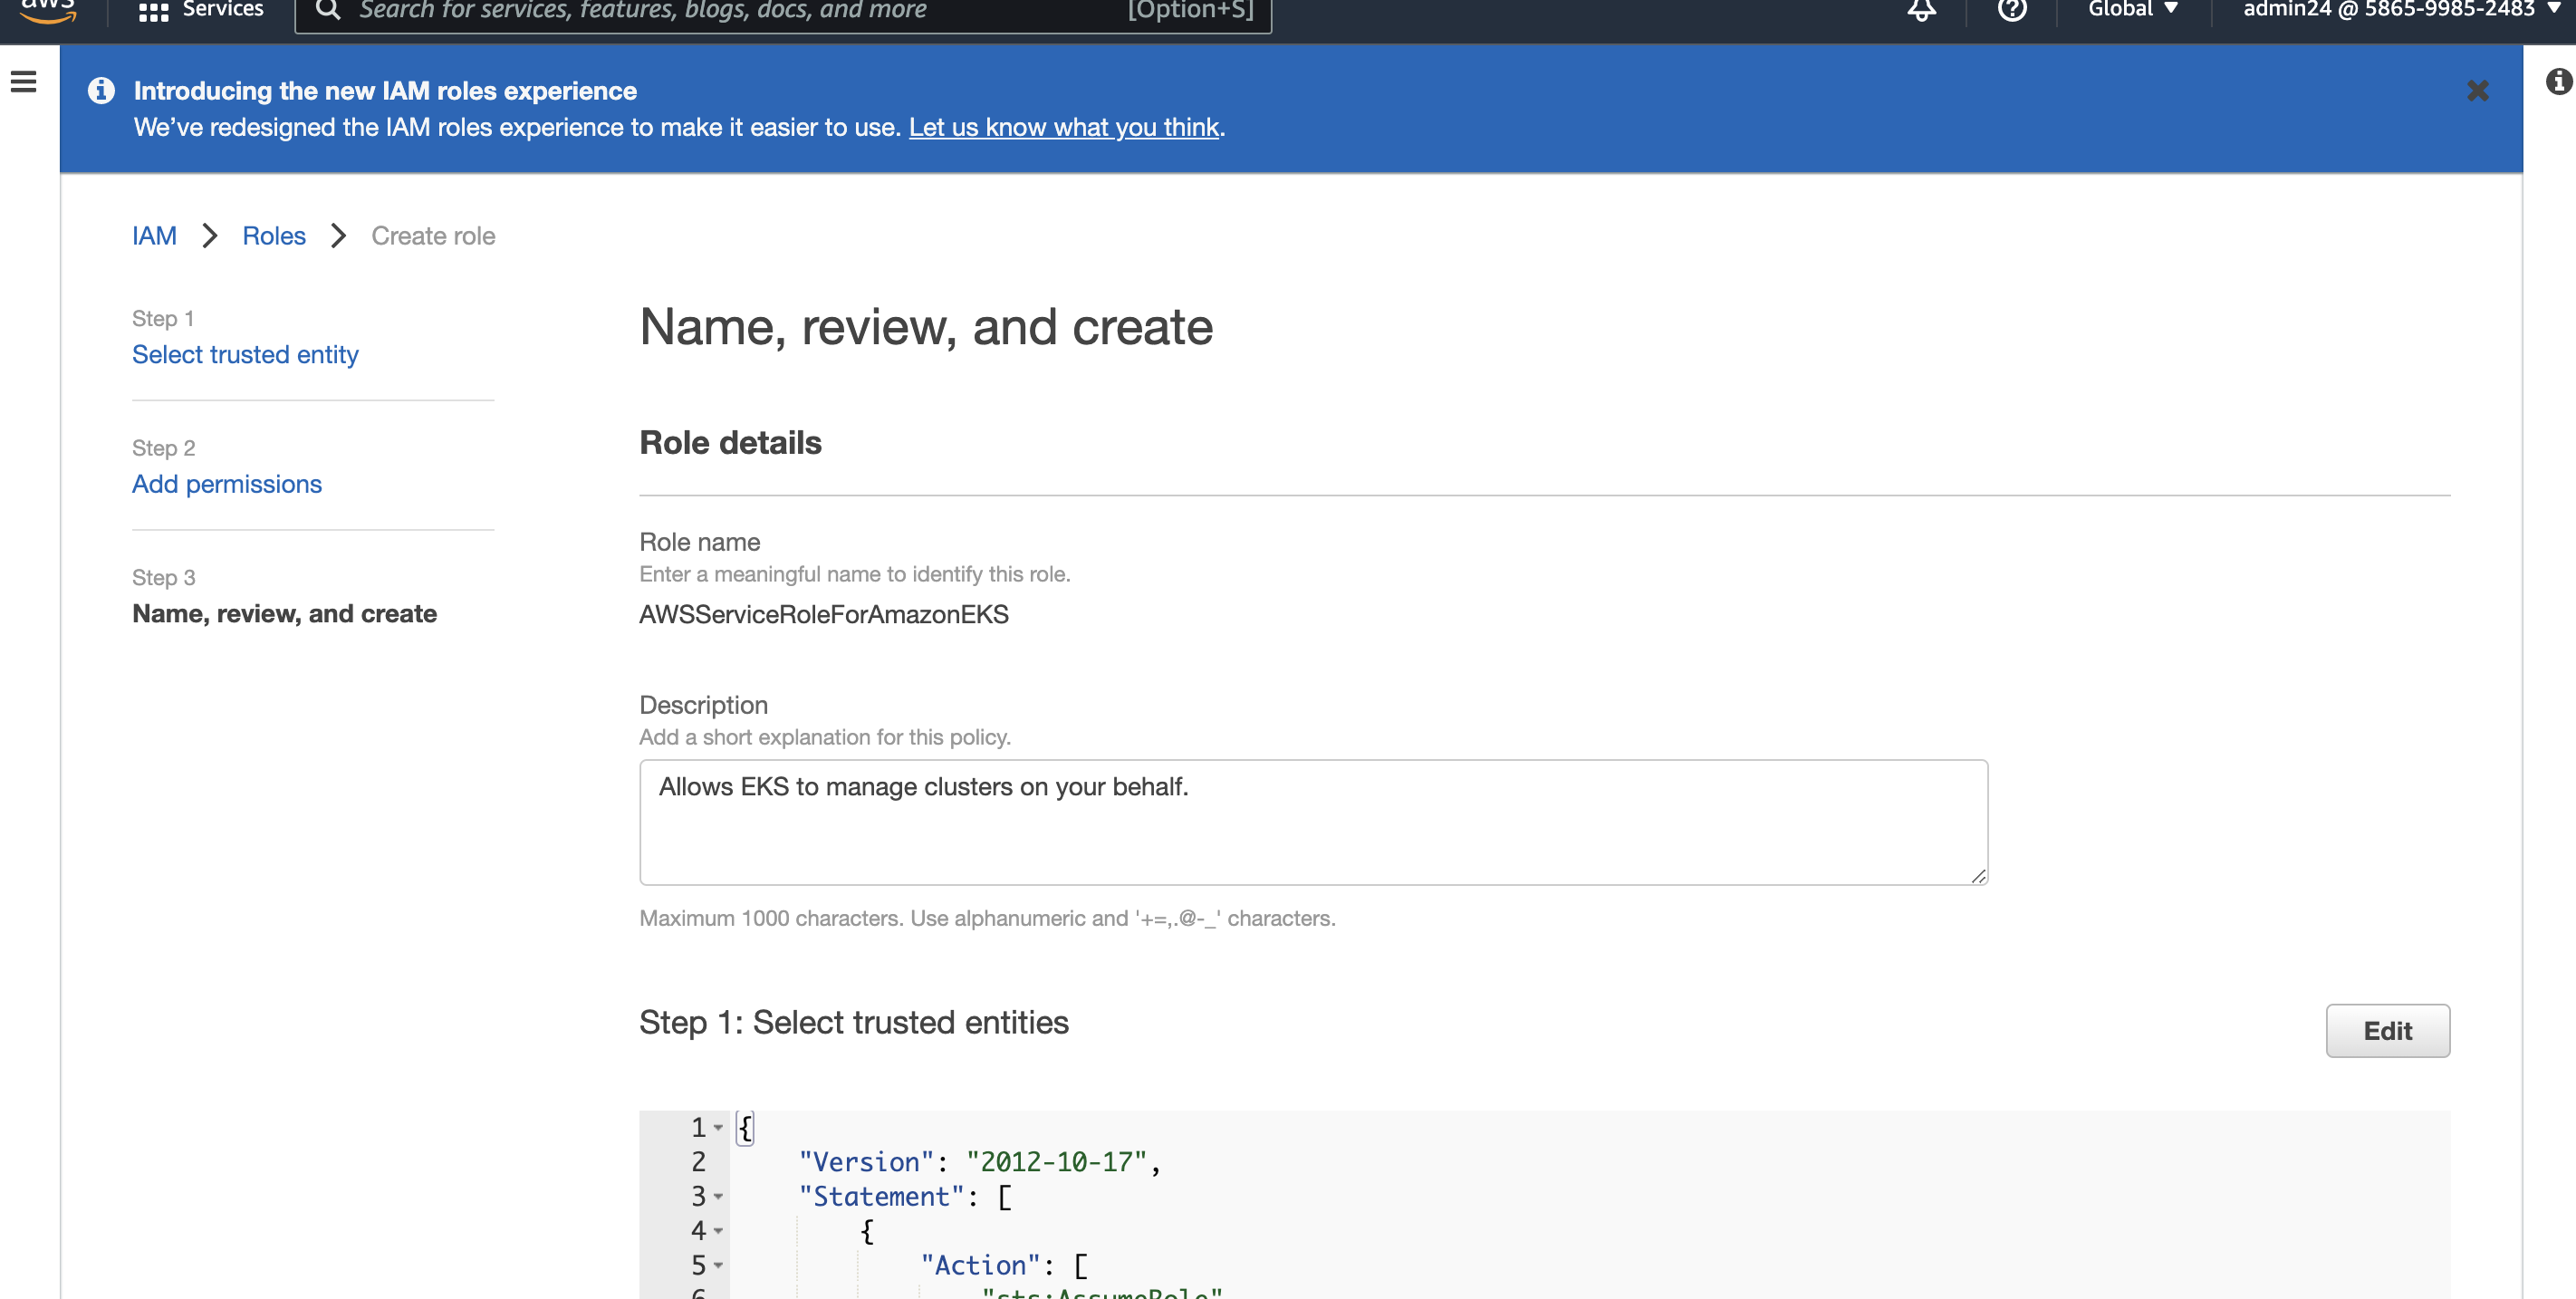 aws
Services
Search for services, features, blogs, docs, and more
[Option+S]
Global
admin24 @ 5865-9985-2483
Introducing the new IAM roles experience
We've redesigned the IAM roles experience to make it easier to use. Let us know what you think.
IAM
Roles
Create role
Step 1
Select trusted entity
Step 2
Add permissions
Step 3
Name, review, and create
Name, review, and create
Role details
Role name
Enter a meaningful name to identify this role.
AWSServiceRoleForAmazonEKS
Description
Add a short explanation for this policy.
Allows EKS to manage clusters on your behalf.
Maximum 1000 characters. Use alphanumeric and '+=,.@-_' characters.
Step 1: Select trusted entities
Edit
1 {
2 "Version": "2012-10-17",
3 "Statement": [
4 {
5 "Action": [
6 "sts:AssumeRole"